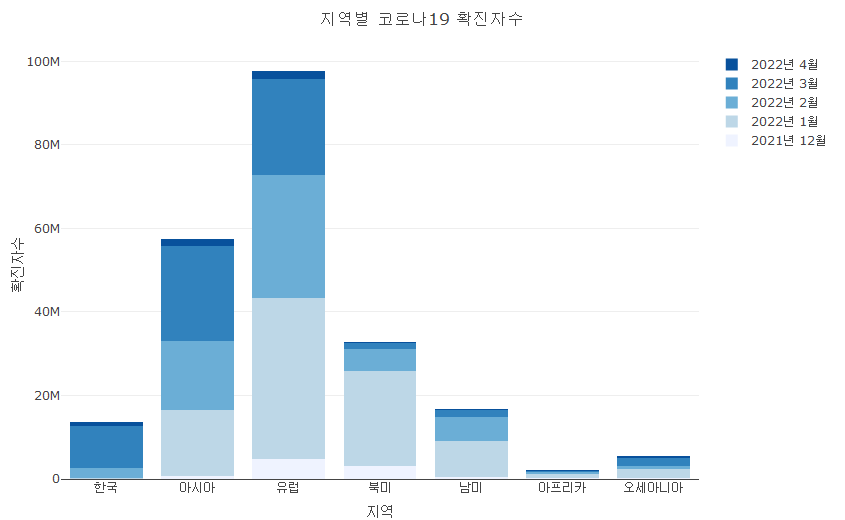 지역별 코로나19 확진자수
100M
80M
60M
40M
20M
0
확진자수
한국
아시아
유럽
북미
남미
아프리카
오세아니아
지역
2022년 4월
2022년 3월
2022년 2월
2022년 1월
2021년 12월